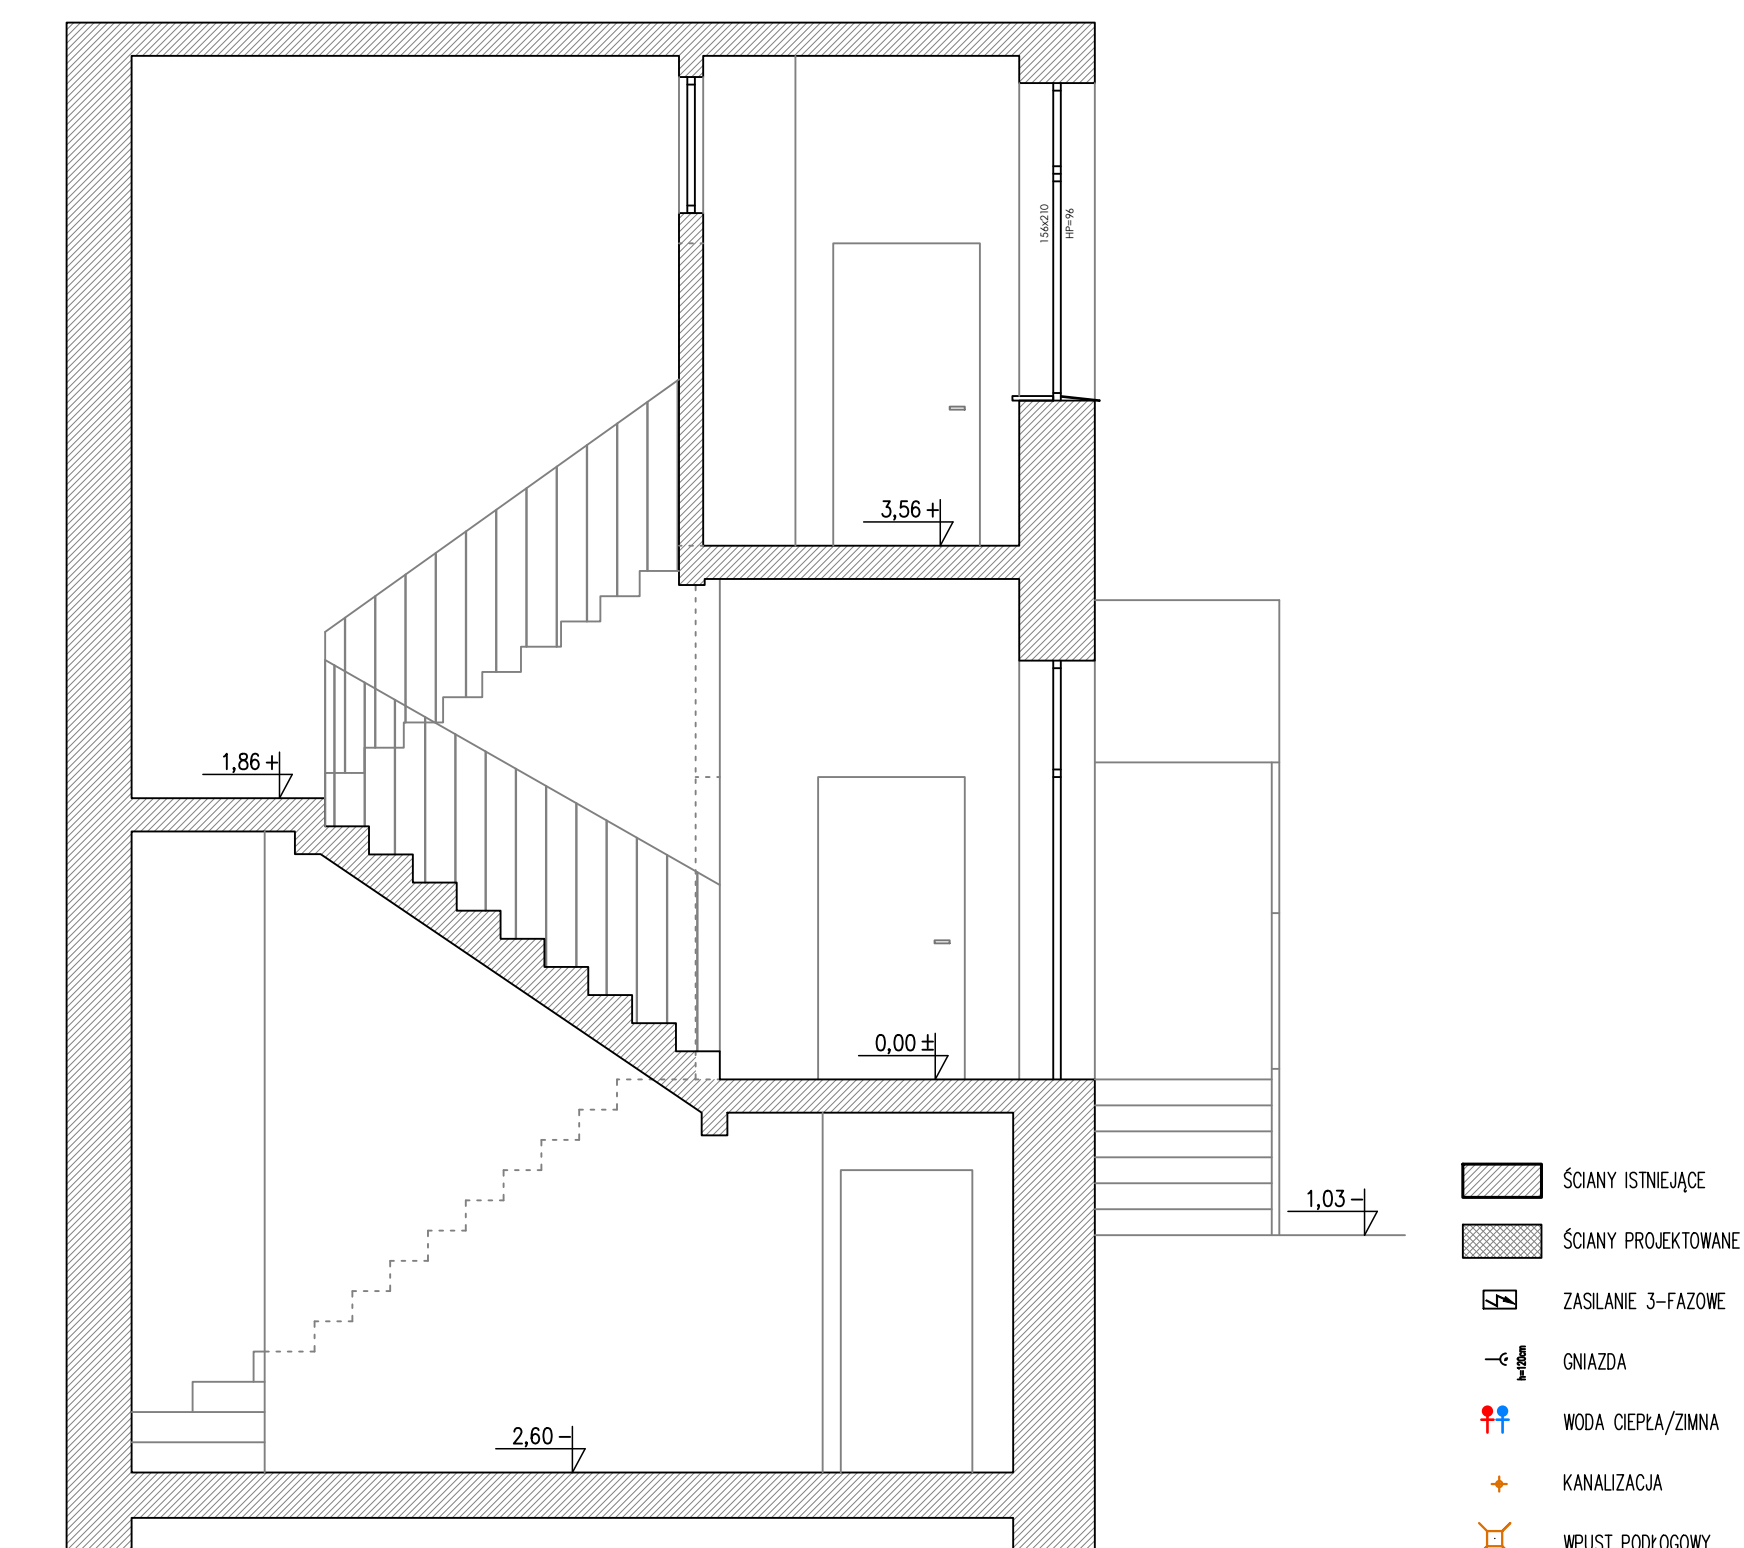 156x210
HP=96
3,56 +
1,86 +
0,00 ±
1,03 –
2,60 –
ŚCIANY ISTNIEJĄCE
ŚCIANY PROJEKTOWANE
ZASILANIE 3-FAZOWE
h=120cm
GNIAZDA
WODA CIEPŁA/ZIMNA
KANALIZACJA
WPUST PODŁOGOWY